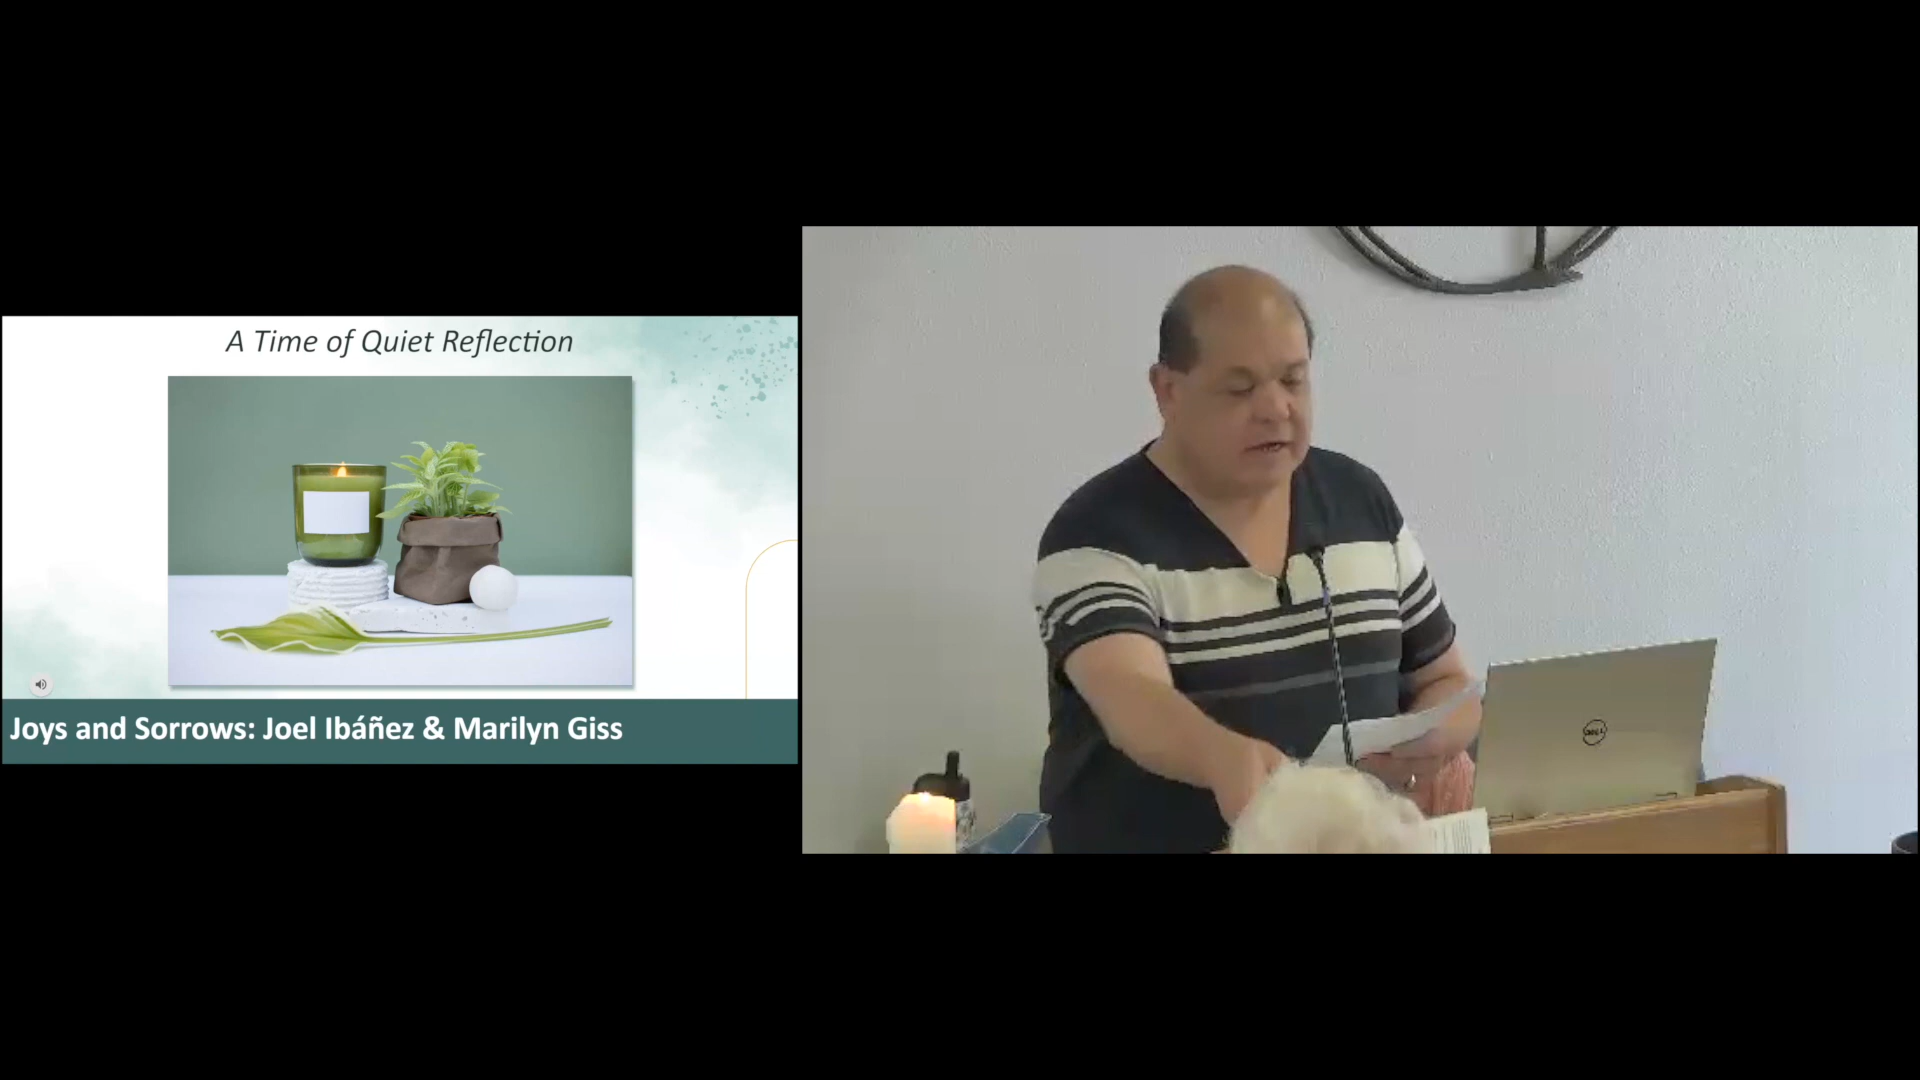 A Time of Quiet Reflection
Joys and Sorrows: Joel Ibáñez & Marilyn Giss
DELL